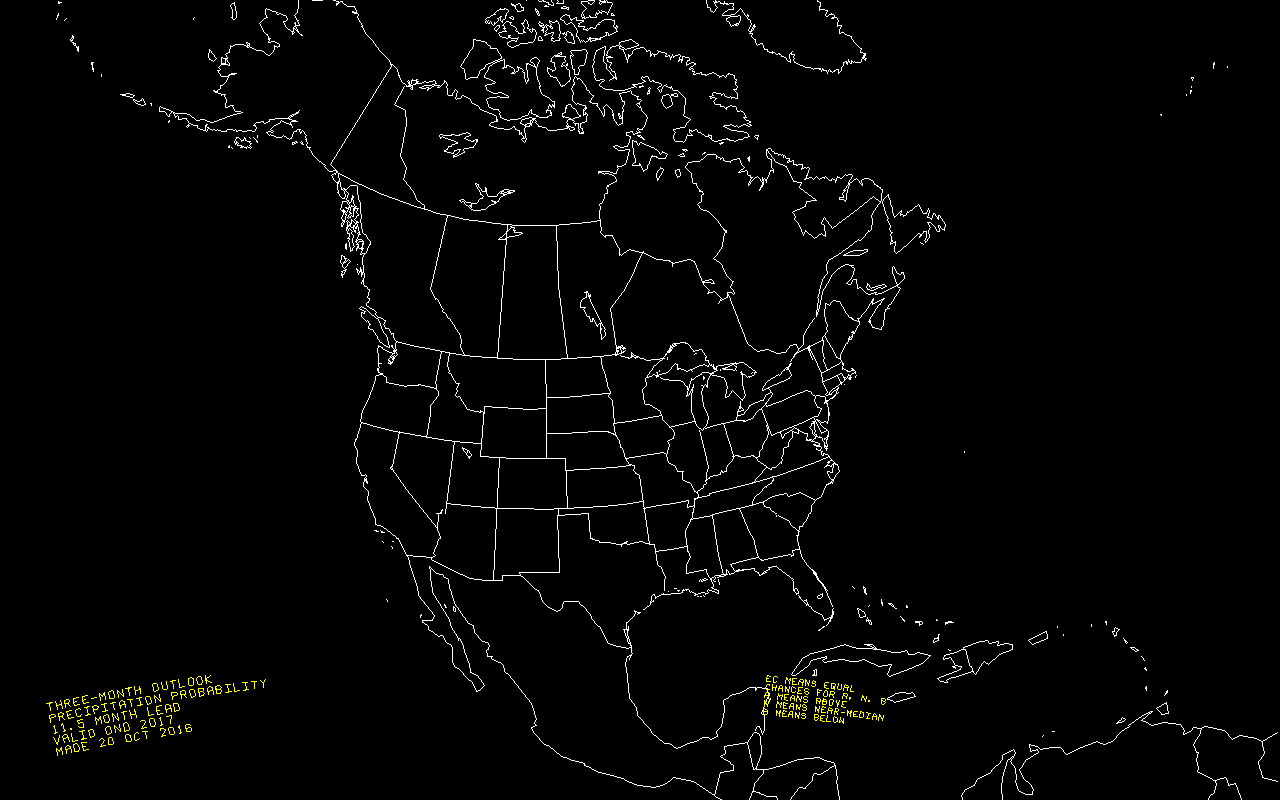 THREE-MONTH OUTLOOK
PRECIPITATION PROBABILITY
11.5 MONTH LEAD
VALID OND 2017
MADE 20 OCT 2016
EC MEANS EQUAL
CHANCES FOR A, N, B
A MEANS ABOVE
N MEANS NEAR-MEDIAN
B MEANS BELOW